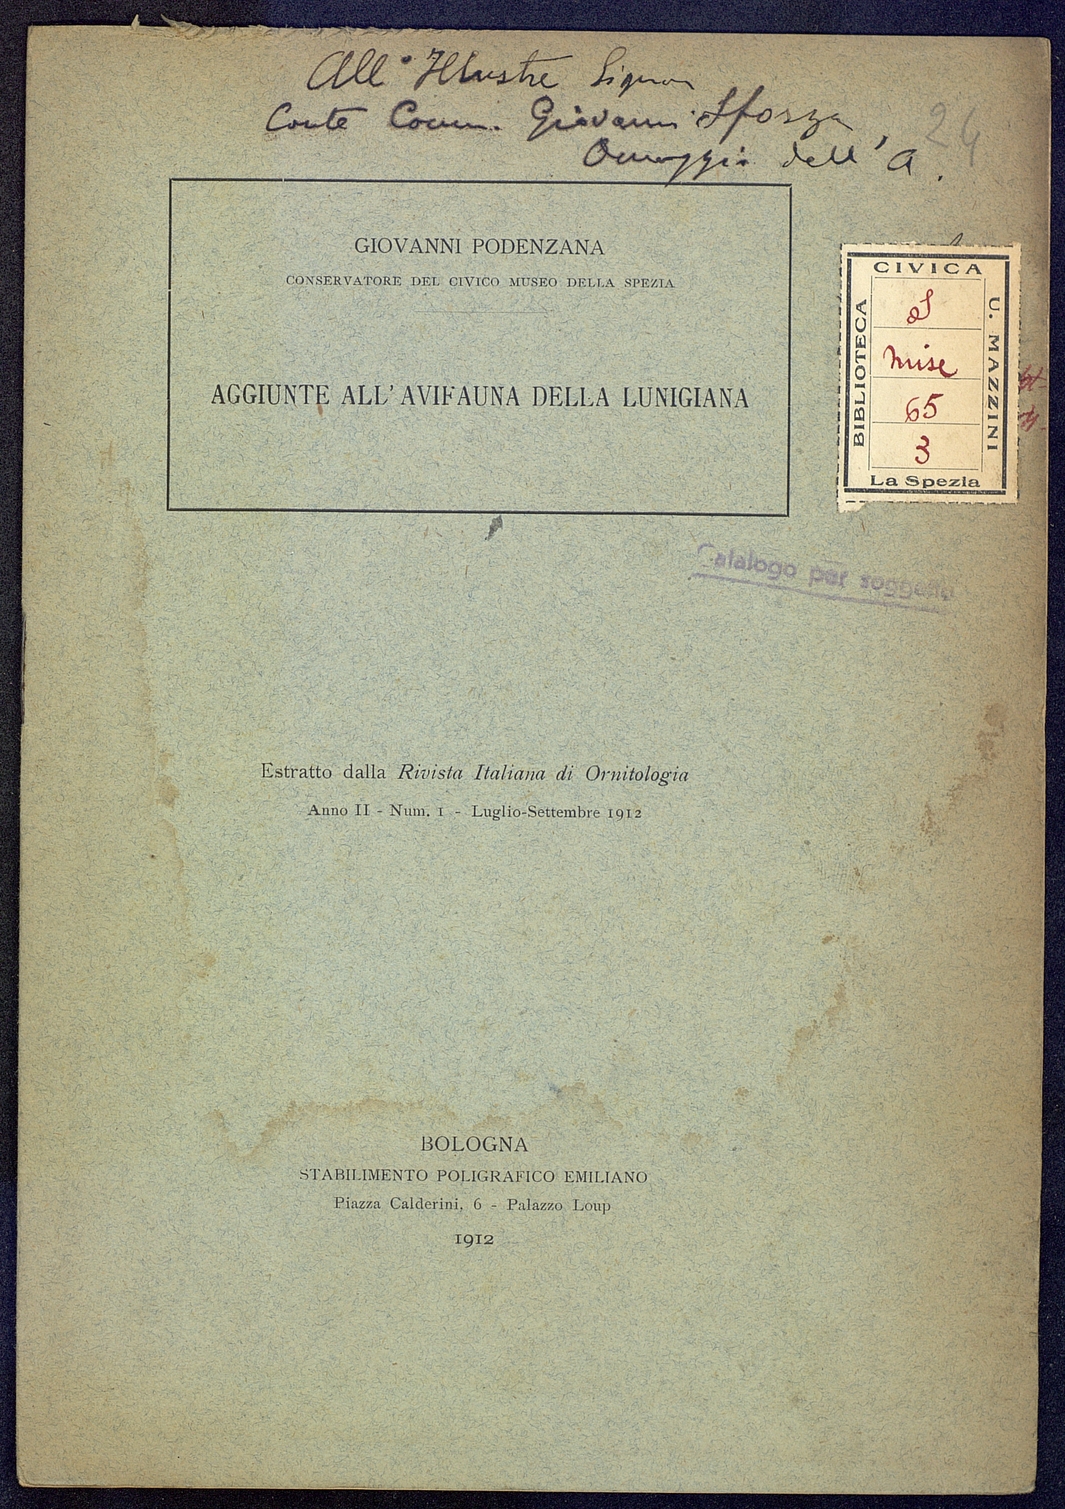 All' Illustre Signor
Conte Comm. Giovanni Sforza
Omaggio dell' A.
24
GIOVANNI PODENZANA
CONSERVATORE DEL CIVICO MUSEO DELLA SPEZIA
AGGIUNTE ALL' AVIFAUNA DELLA LUNIGIANA
CIVICA
BIBLIOTECA
U. MAZZINI
misc
65
3
La Spezia
Catalogo per soggetto
Estratto dalla Rivista Italiana di Ornitologia
Anno II - Num. 1 - Luglio-Settembre 1912
BOLOGNA
STABILIMENTO POLIGRAFICO EMILIANO
Piazza Calderini, 6 - Palazzo Loup
1912